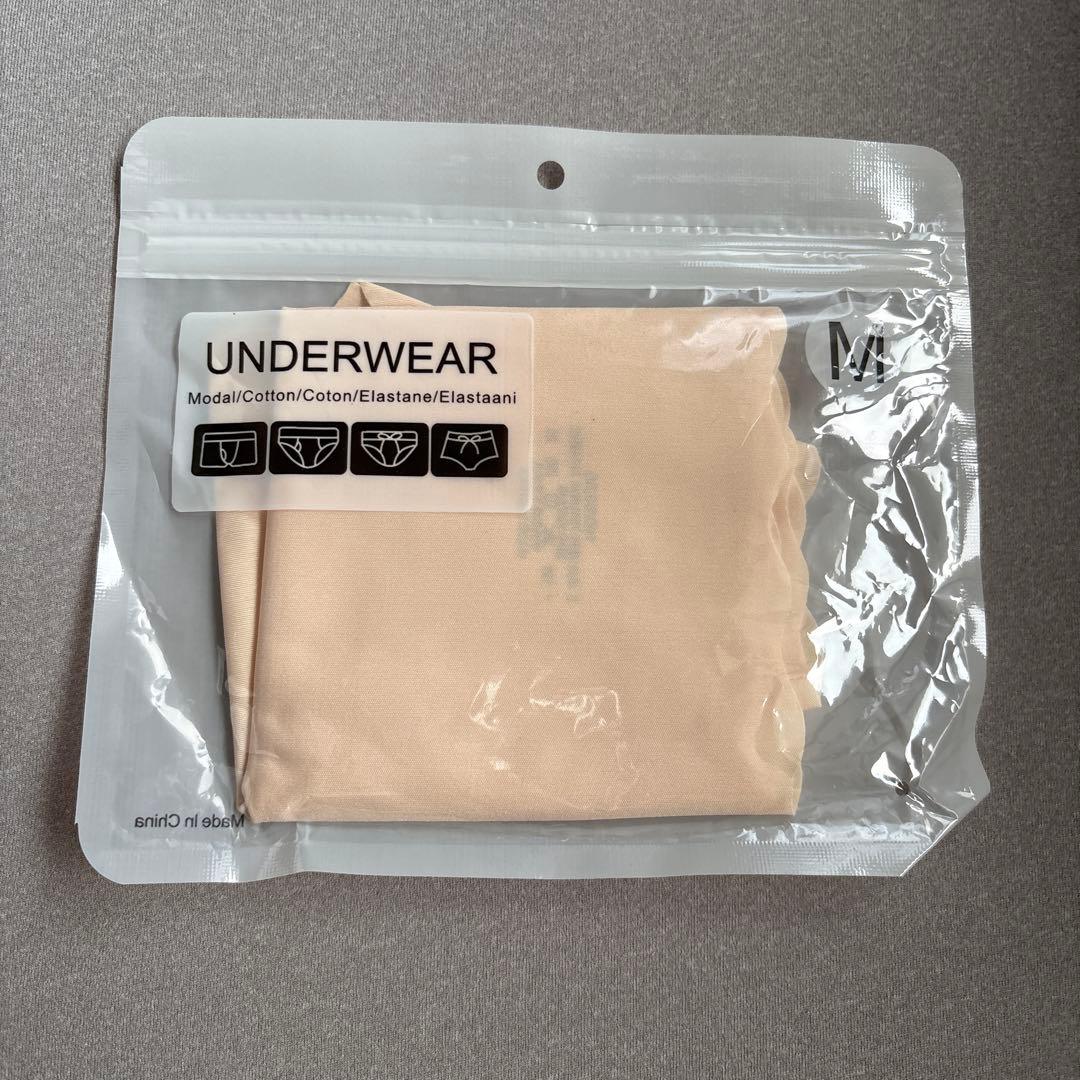 UNDERWEAR
Modal/Cotton/Coton/Elastane/Elastaani
M
Made In China